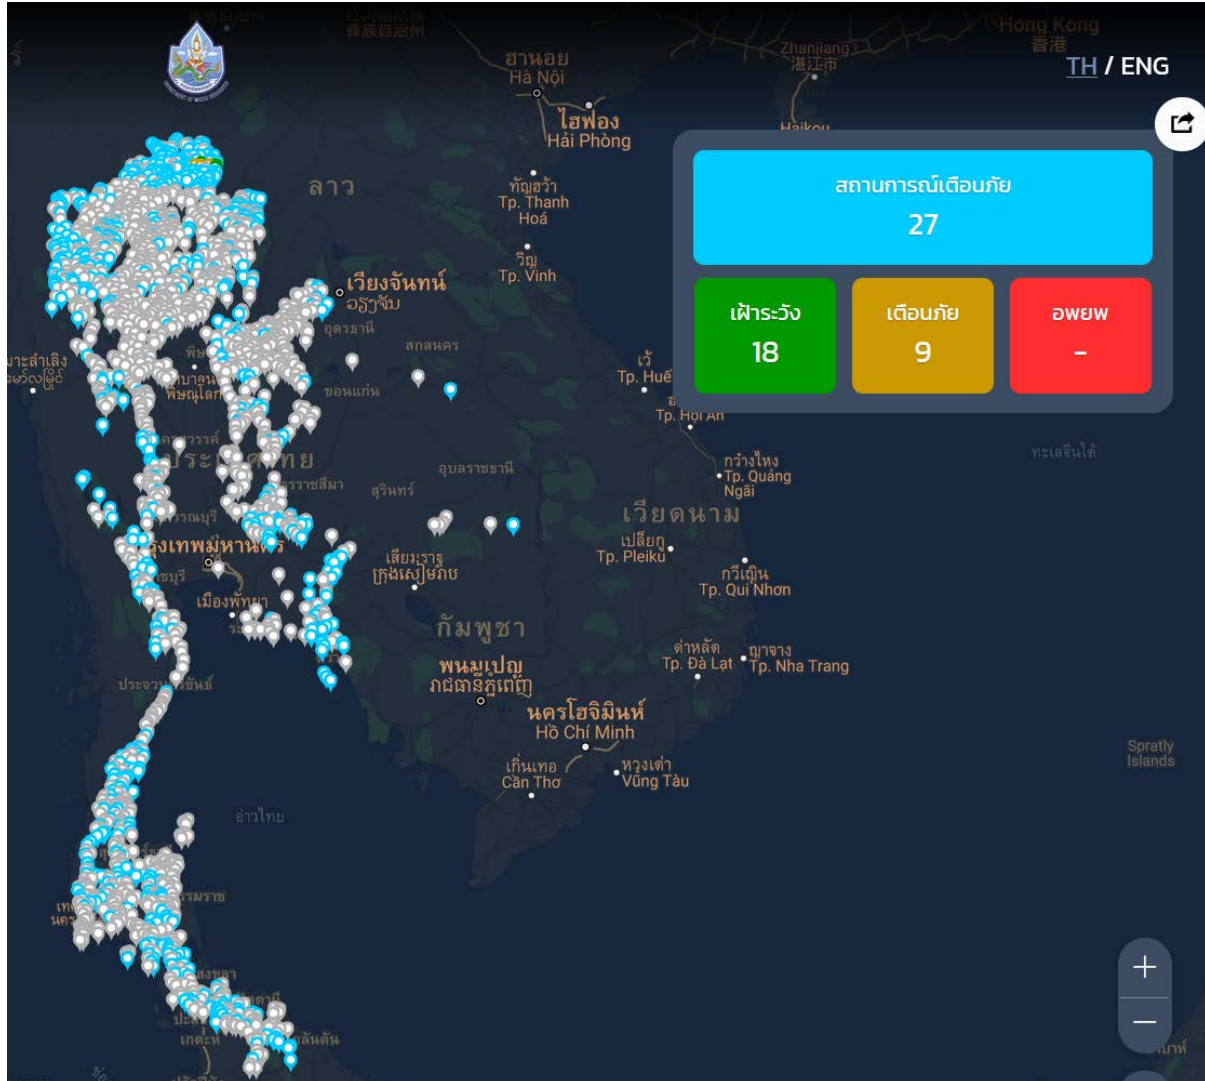 Hong Kong
香港
Zhanjiang
湛江市
ฮานอย
Hà Nội
TH / ENG
ไฮฟอง
Hải Phòng
Haikou
สถานการณ์เตือนภัย
27
ลาว
ทัญฮว้า
Tp. Thanh
Hoá
วิญ
Tp. Vinh
เวียงจันทน์
ວຽງຈັນ
เฝ้าระวัง
18
เตือนภัย
9
อพยพ
-
อุดรธานี
สกลนคร
เว้
Tp. Huế
ขอนแก่น
พิษณุโลก
Tp. Hội An
ทะเลจีนใต้
กว๋างหงาย
Tp. Quảng
Ngãi
อุบลราชธานี
สุรินทร์
เวียดนาม
เปล็ยกู
Tp. Pleiku
เสียมราฐ
ក្រុងសៀមរាប
กวีเญิน
Tp. Qui Nhon
เมืองพัทยา
กัมพูชา
ด่าหลัต
Tp. Đà Lạt
ญาจาง
Tp. Nha Trang
พนมเปญ
រាជធានីភ្នំពេញ
นครโฮจิมินห์
Hồ Chí Minh
เกิ่นเทอ
Cần Thơ
หวุงเต่า
Vũng Tàu
Spratly
Islands
อ่าวไทย